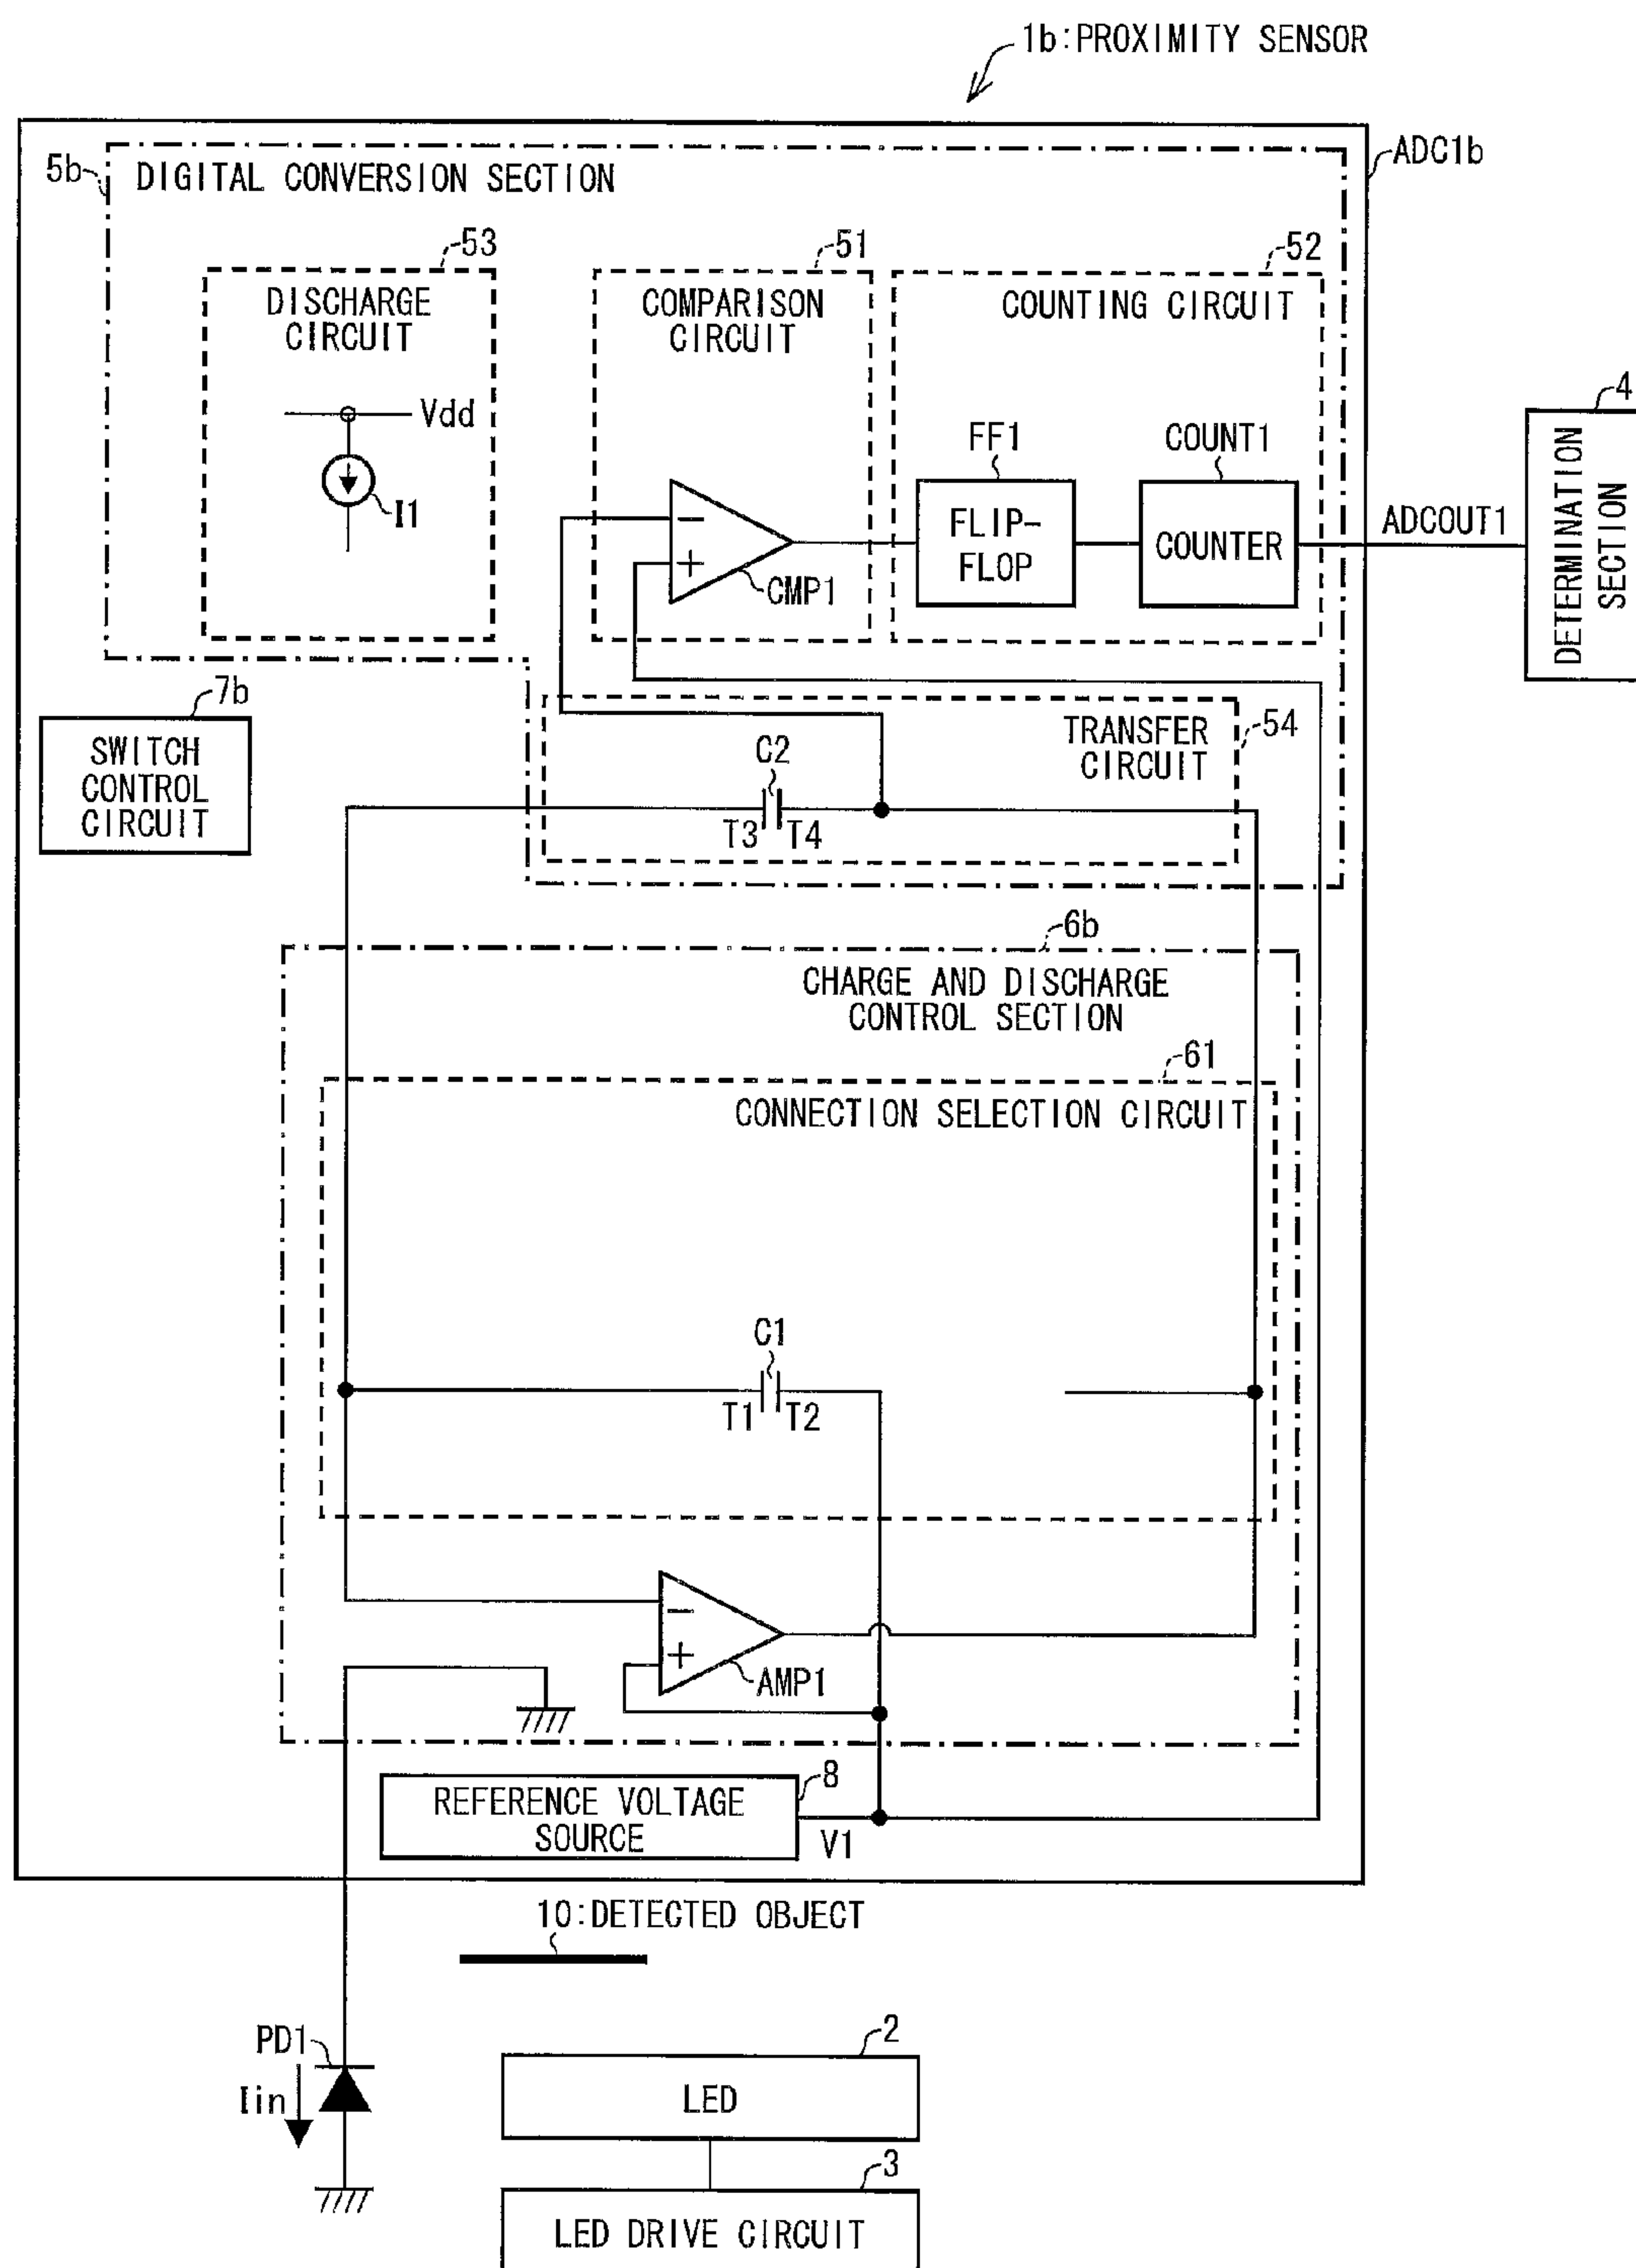 1b:PROXIMITY SENSOR
ADC1b
5b
DIGITAL CONVERSION SECTION
53
51
52
DISCHARGE
CIRCUIT
COMPARISON
CIRCUIT
COUNTING CIRCUIT
4
Vdd
I1
FF1
COUNT1
−
+
CMP1
FLIP-
FLOP
COUNTER
ADCOUT1
DETERMINATION
SECTION
7b
SWITCH
CONTROL
CIRCUIT
TRANSFER
CIRCUIT
54
C2
T3
T4
6b
CHARGE AND DISCHARGE
CONTROL SECTION
61
CONNECTION SELECTION CIRCUIT
C1
T1
T2
−
+
AMP1
8
REFERENCE VOLTAGE
SOURCE
V1
10:DETECTED OBJECT
PD1
Iin
2
LED
3
LED DRIVE CIRCUIT